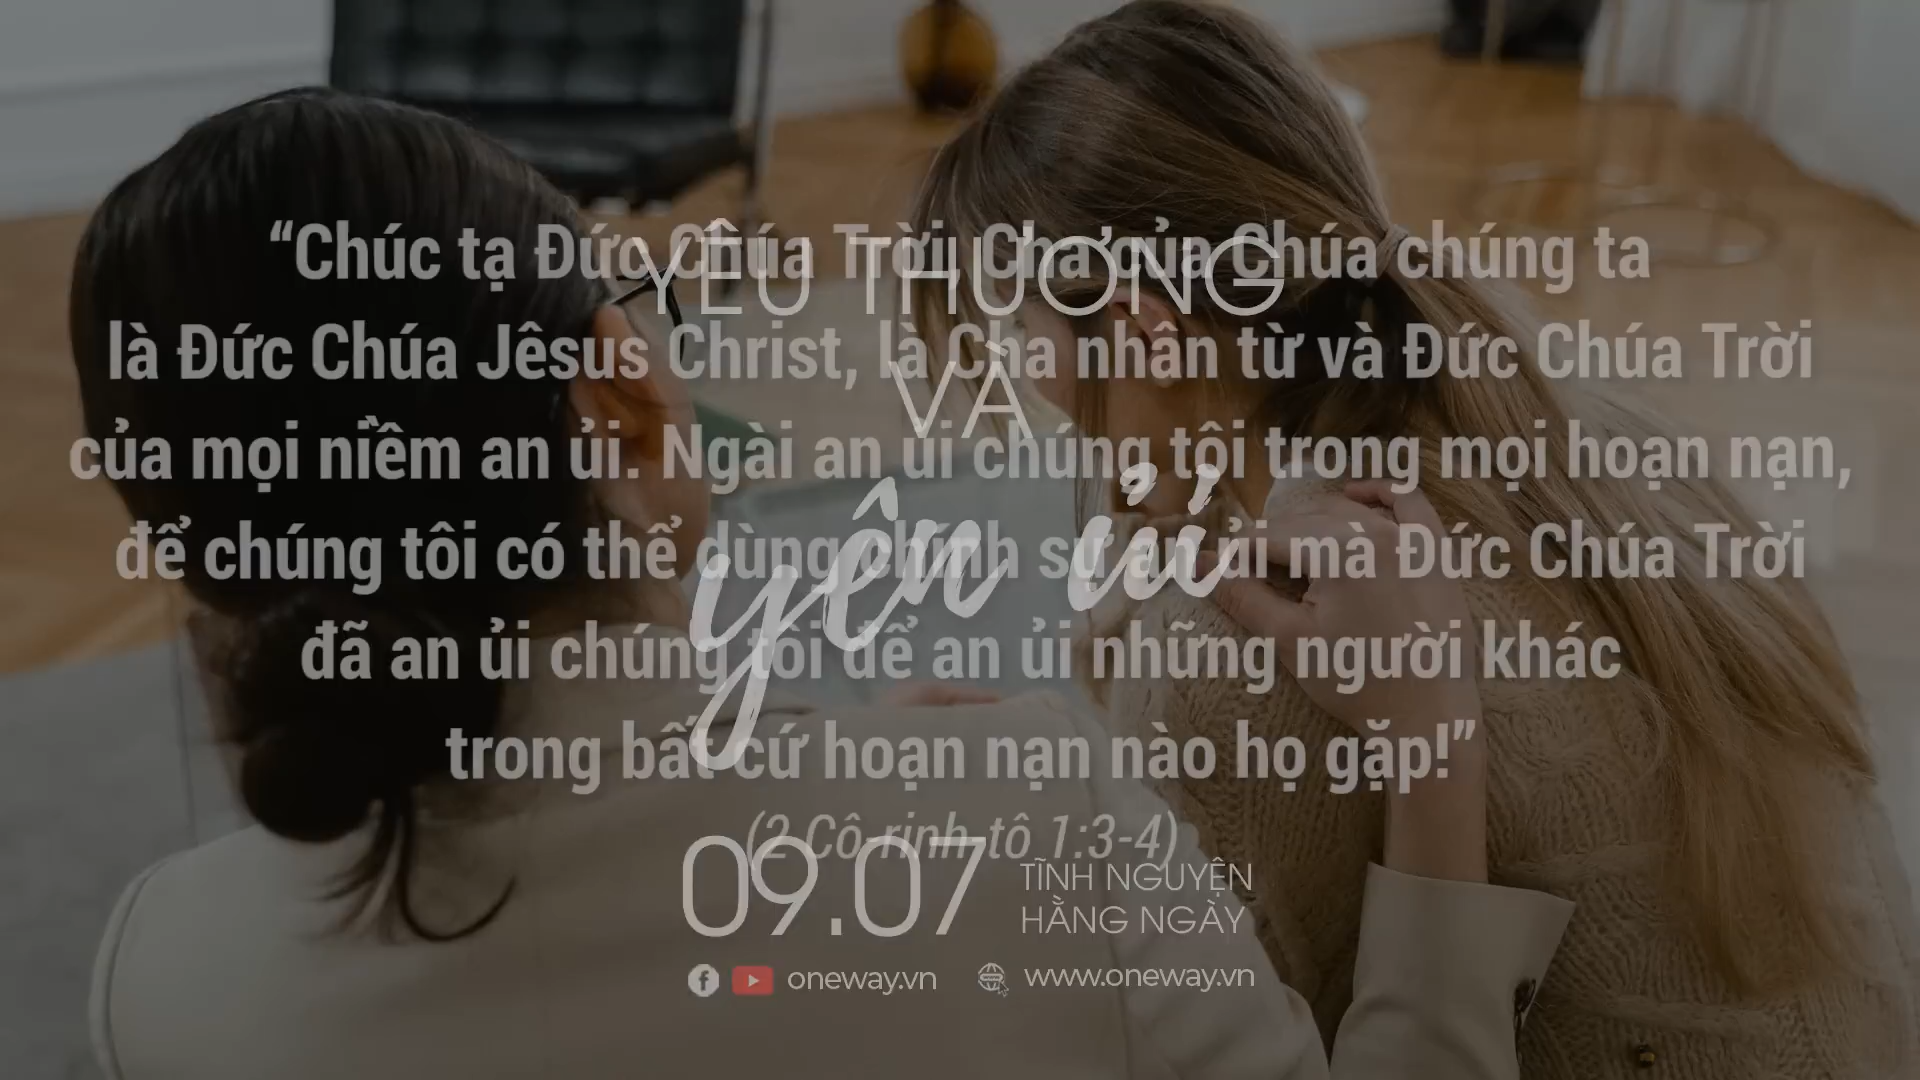 “Chúc tạ Đức Chúa Trời, Cha của Chúa chúng ta
là Đức Chúa Jêsus Christ, là Cha nhân từ và Đức Chúa Trời
của mọi niềm an ủi. Ngài an ủi chúng tôi trong mọi hoạn nạn,
để chúng tôi có thể dùng chính sự an ủi mà Đức Chúa Trời
đã an ủi chúng tôi để an ủi những người khác
trong bất cứ hoạn nạn nào họ gặp!”
(2 Cô-rinh-tô 1:3-4)
YÊU THƯƠNG
VÀ
yên ủi
09.07
TĨNH NGUYỆN
HẰNG NGÀY
oneway.vn
www.oneway.vn